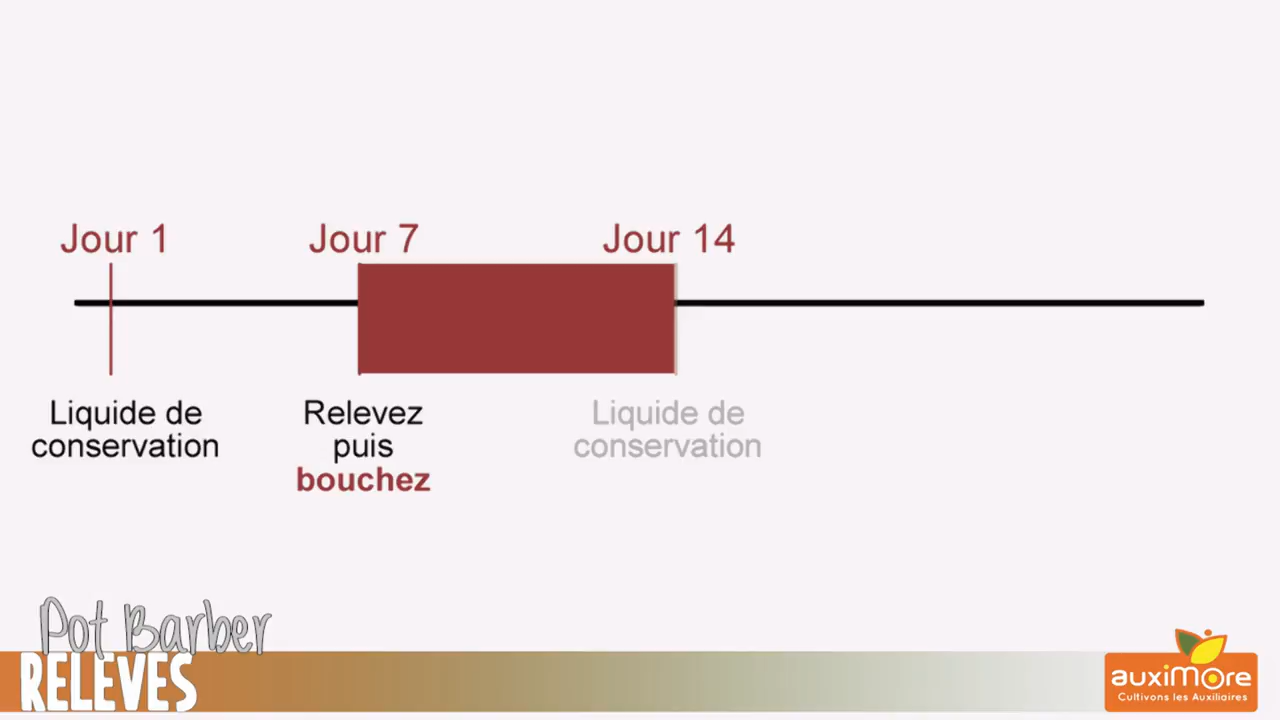 Jour 1
Jour 7
Jour 14
Liquide de
conservation
Relevez
puis
bouchez
Liquide de
conservation
Pot Barber
RELEVES
auximore
Cultivons les Auxiliaires